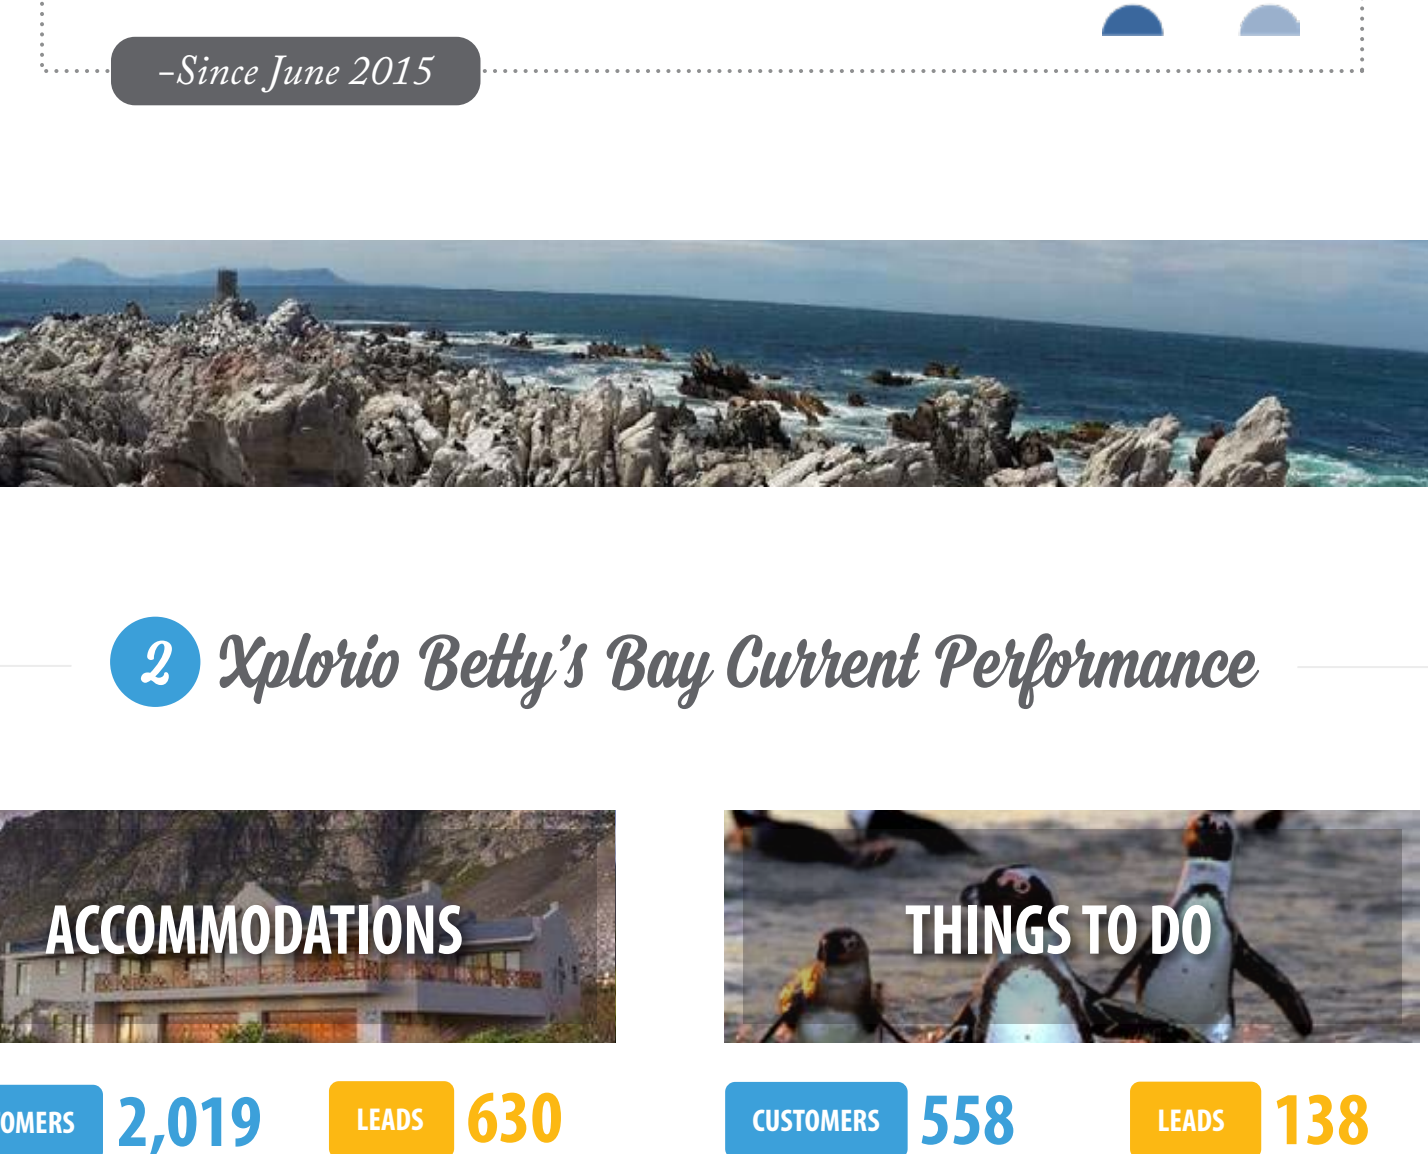 -Since June 2015
2 Xplorio Betty's Bay Current Performance
ACCOMMODATIONS
THINGS TO DO
OMERS 2,019 LEADS 630
CUSTOMERS 558 LEADS 138